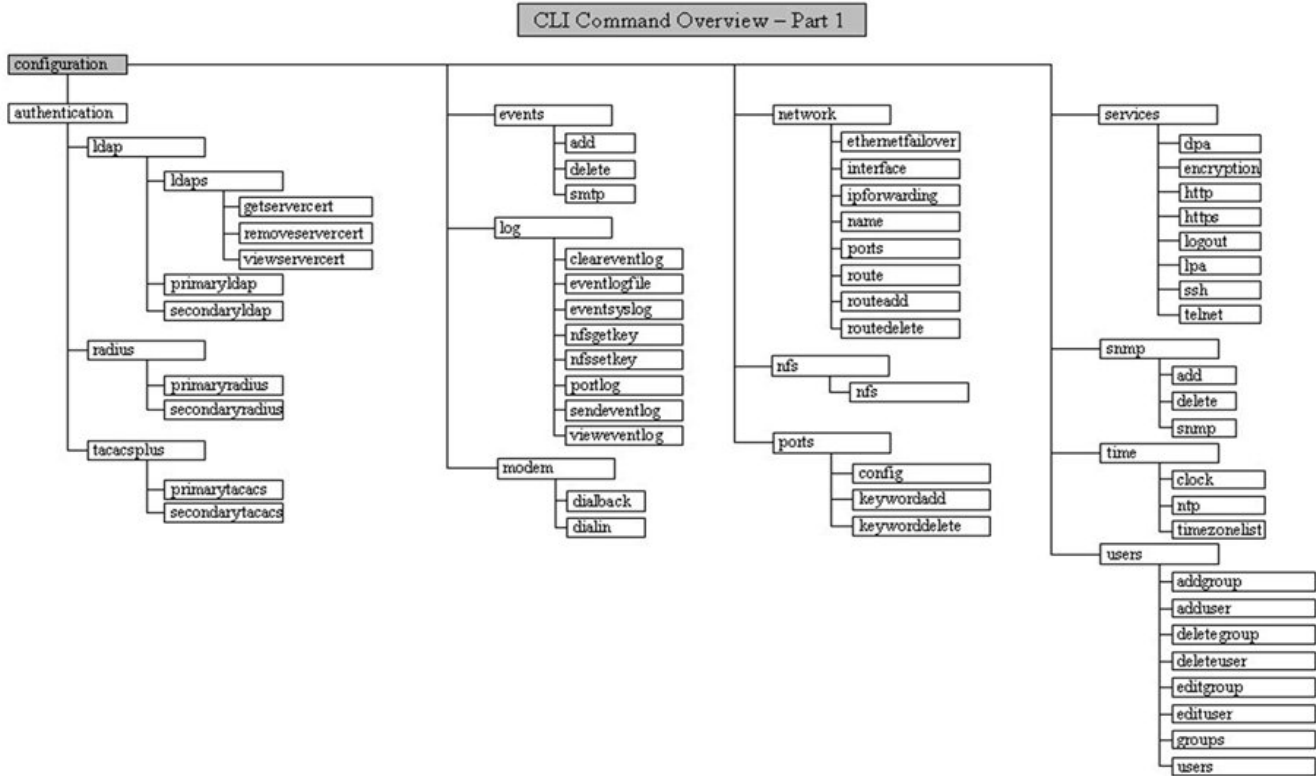 CLI Command Overview – Part 1
configuration
authentication
ldap
ldaps
getservercert
removeservercert
viewservercert
primaryldap
secondaryldap
radius
primaryradius
secondaryradius
tacacsplus
primarytacacs
secondarytacacs
events
add
delete
smtp
log
cleareventlog
eventlogfile
eventsyslog
nfsgetkey
nfssetkey
portlog
sendeventlog
vieweventlog
modem
dialback
dialin
network
ethernetfailover
interface
ipforwarding
name
ports
route
routeadd
routedelete
nfs
nfs
ports
config
keywordadd
keyworddelete
services
dpa
encryption
http
https
logout
lpa
ssh
telnet
snmp
add
delete
snmp
time
clock
ntp
timezonelist
users
addgroup
adduser
deletegroup
deleteuser
editgroup
edituser
groups
users